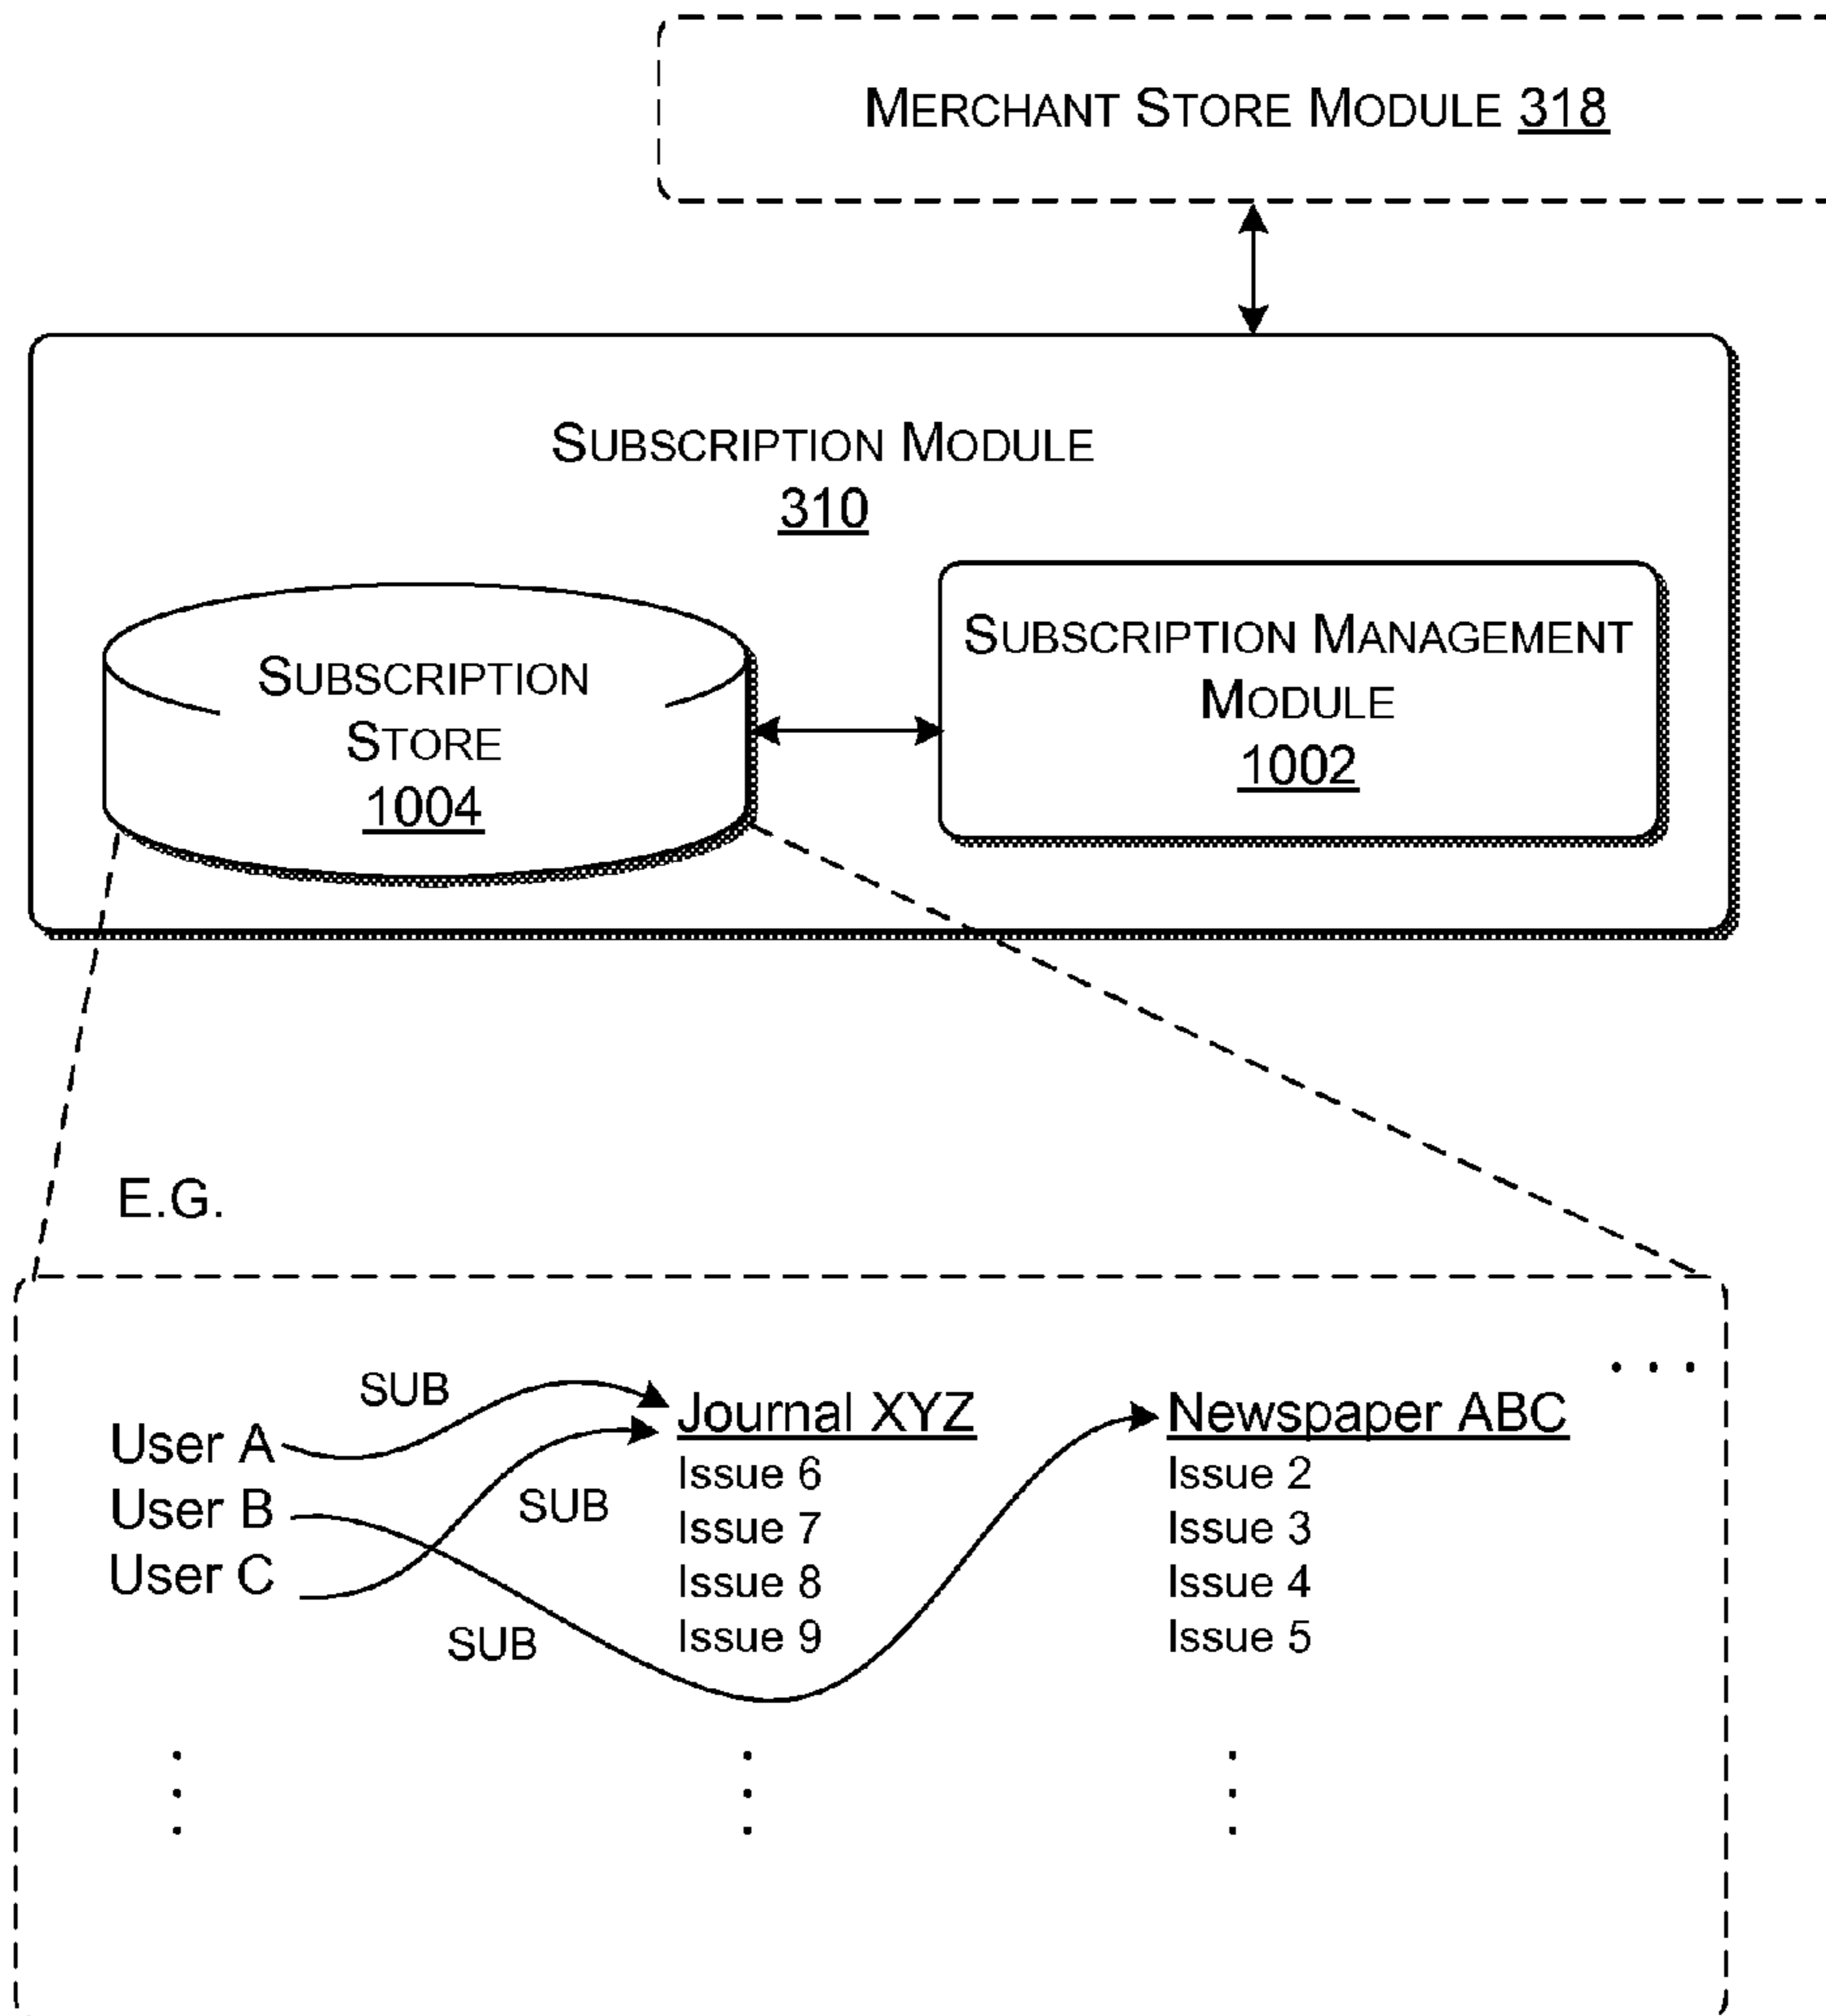 MERCHANT STORE MODULE 318
SUBSCRIPTION MODULE
310
SUBSCRIPTION
STORE
1004
SUBSCRIPTION MANAGEMENT
MODULE
1002
E.G.
. . .
SUB
Journal XYZ
Newspaper ABC
User A
Issue 6
Issue 2
User B
SUB
Issue 7
Issue 3
User C
Issue 8
Issue 4
SUB
Issue 9
Issue 5